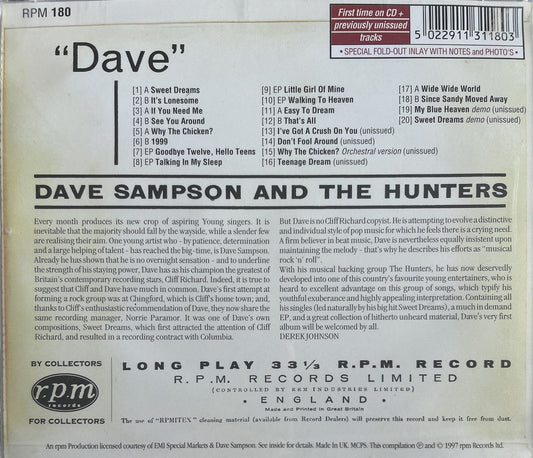 RPM 180
First time on CD +
previously unissued
tracks
• SPECIAL FOLD-OUT INLAY WITH NOTES and PHOTO'S •
5 022911 311803
"Dave"
[1] A Sweet Dreams
[2] B It's Lonesome
[3] A If You Need Me
[4] B See You Around
[5] A Why The Chicken?
[6] B 1999
[7] EP Goodbye Twelve, Hello Teens
[8] EP Talking In My Sleep
[9] EP Little Girl Of Mine
[10] EP Walking To Heaven
[11] A Easy To Dream
[12] B That's All
[13] I've Got A Crush On You (unissued)
[14] Don't Fool Around (unissued)
[15] Why The Chicken? Orchestral version (unissued)
[16] Teenage Dream (unissued)
[17] A Wide Wide World
[18] B Since Sandy Moved Away
[19] My Blue Heaven demo (unissued)
[20] Sweet Dreams demo (unissued)
DAVE SAMPSON AND THE HUNTERS
Every month produces its new crop of aspiring Young singers. It is
inevitable that the majority should fall by the wayside, while a slender few
are realising their aim. One young artist who - by patience, determination
and a large helping of talent - has reached the big-time, is Dave Sampson.
Already he has shown that he is no overnight sensation - and to underline
the strength of his staying power, Dave has as his champion the greatest of
Britain's contemporary recording stars, Cliff Richard. Indeed, it is true to
suggest that Cliff and Dave have much in common. Dave's first attempt at
forming a rock group was at Chingford, which is Cliff's home town; and,
thanks to Cliff's enthusiastic recommendation of Dave, they now share the
same recording manager, Norrie Paramor. It was one of Dave's own
compositions, Sweet Dreams, which first attracted the attention of Cliff
Richard, and resulted in a recording contract with Columbia.
But Dave is no Cliff Richard copyist. He is attempting to evolve a distinctive
and individual style of pop music for which he feels there is a crying need.
A firm believer in beat music, Dave is nevertheless equally insistent upon
maintaining the melody - that's why he describes his efforts as "musical
rock 'n' roll".
With his musical backing group The Hunters, he has now deservedly
developed into one of this country's favourite young entertainers, who is
heard to excellent advantage on this group of songs, which typify his
youthful exuberance and highly appealing interpretation. Containing all
his singles (led naturally by his big hit Sweet Dreams), a much in demand
EP, and a great collection of hitherto unheard material, Dave's very first
album will be welcomed by all.
DEREK JOHNSON
BY COLLECTORS
r.p.m
records
FOR COLLECTORS
LONG PLAY 33 1/3 R.P.M. RECORD
R.P.M. RECORDS LIMITED
(CONTROLLED BY RPM INDUSTRIES LIMITED)
• ENGLAND •
Made and Printed in Great Britain
The use of "RPMITEX" cleaning material (available from Record Dealers) will preserve this record and keep it free from dust.
An rpm Production licensed courtesy of EMI Special Markets & Dave Sampson. See inside for details. Made In UK. MCPS. This compilation ℗ and © 1997 rpm Records ltd.